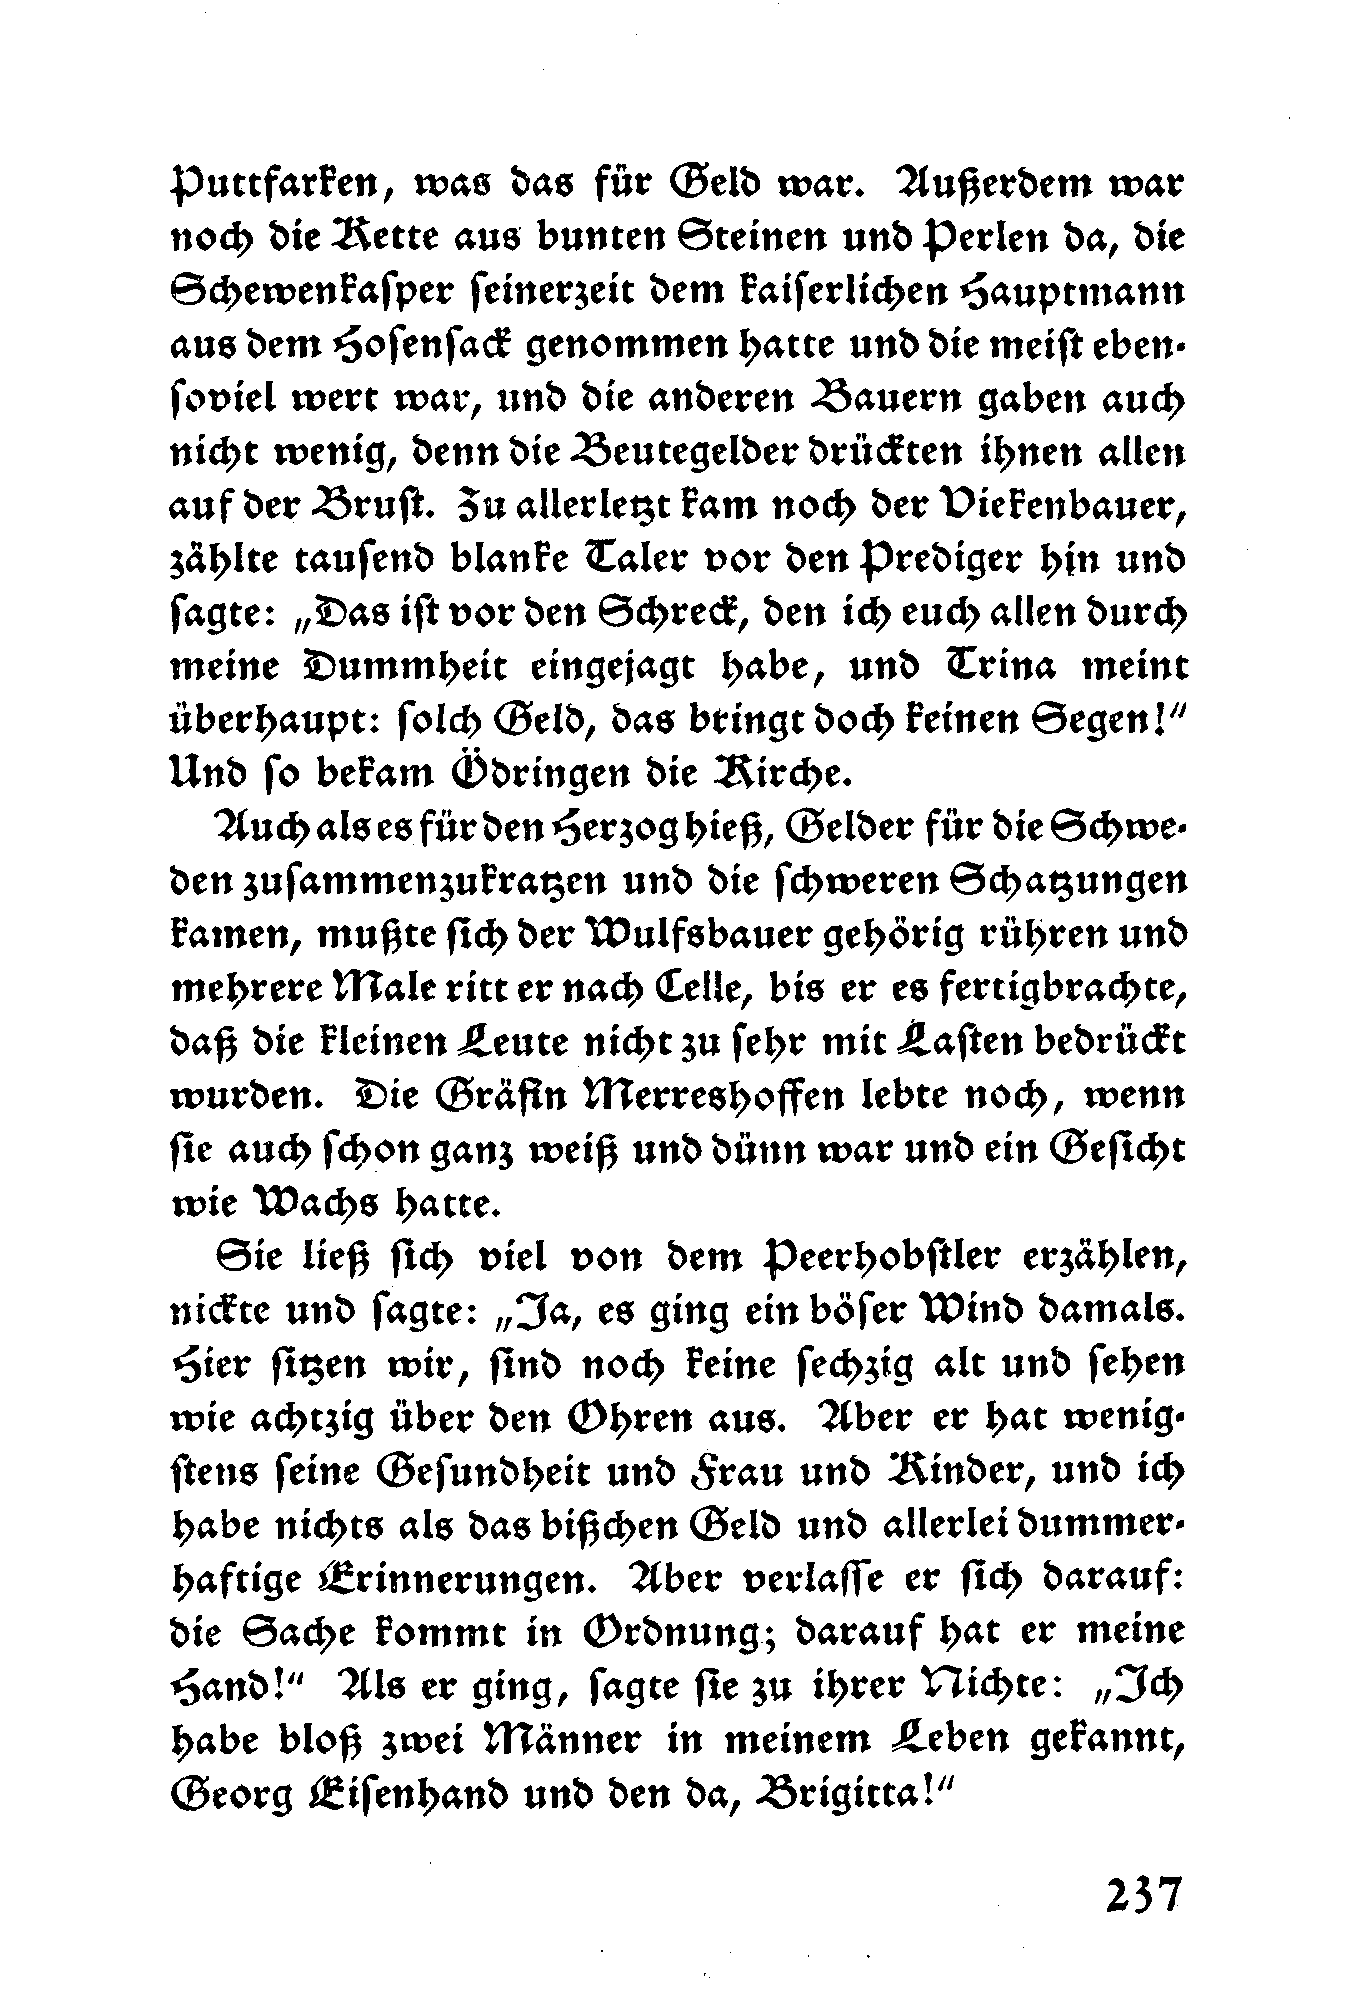 Puttfarken, was das für Geld war. Außerdem war
noch die Kette aus bunten Steinen und Perlen da, die
Schewenkasper seinerzeit dem kaiserlichen Hauptmann
aus dem Hosensack genommen hatte und die meist eben-
soviel wert war, und die anderen Bauern gaben auch
nicht wenig, denn die Beutegelder drückten ihnen allen
auf der Brust. Zu allerletzt kam noch der Viekenbauer,
zählte tausend blanke Taler vor den Prediger hin und
sagte: „Das ist vor den Schreck, den ich euch allen durch
meine Dummheit eingejagt habe, und Trina meint
überhaupt: solch Geld, das bringt doch keinen Segen!“
Und so bekam Ödringen die Kirche.
Auch als es für den Herzog hieß, Gelder für die Schwe-
den zusammenzukratzen und die schweren Schatzungen
kamen, mußte sich der Wulfsbauer gehörig rühren und
mehrere Male ritt er nach Celle, bis er es fertigbrachte,
daß die kleinen Leute nicht zu sehr mit Lasten bedrückt
wurden. Die Gräfin Merreshoffen lebte noch, wenn
sie auch schon ganz weiß und dünn war und ein Gesicht
wie Wachs hatte.
Sie ließ sich viel von dem Peerhobstler erzählen,
nickte und sagte: „Ja, es ging ein böser Wind damals.
Hier sitzen wir, sind noch keine sechzig alt und sehen
wie achtzig über den Ohren aus. Aber er hat wenig-
stens seine Gesundheit und Frau und Kinder, und ich
habe nichts als das bißchen Geld und allerlei dummer-
haftige Erinnerungen. Aber verlasse er sich darauf:
die Sache kommt in Ordnung; darauf hat er meine
Hand!“ Als er ging, sagte sie zu ihrer Nichte: „Ich
habe bloß zwei Männer in meinem Leben gekannt,
Georg Eisenhand und den da, Brigitta!“
237